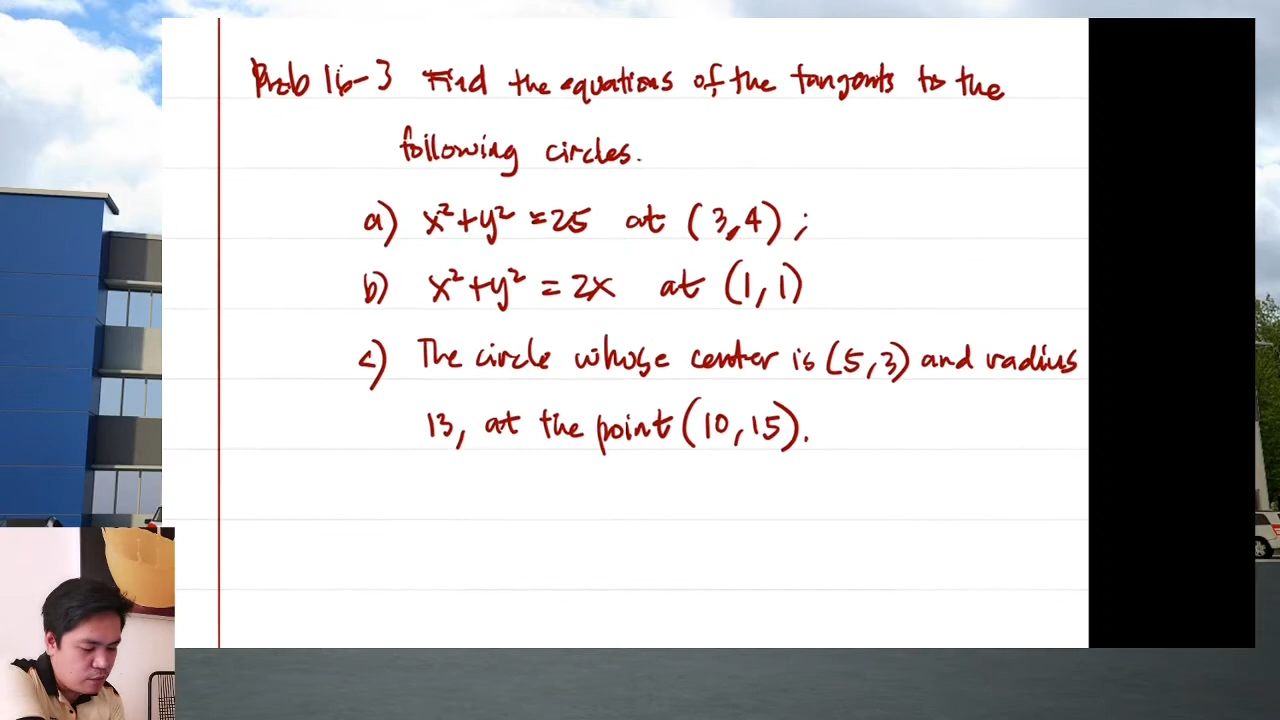 Prob 16-3 Find the equations of the tangents to the
following circles.
a) x²+y² = 25 at (3,4);
b) x²+y² = 2x at (1,1)
c) The circle whose center is (5,3) and radius
13, at the point (10,15).